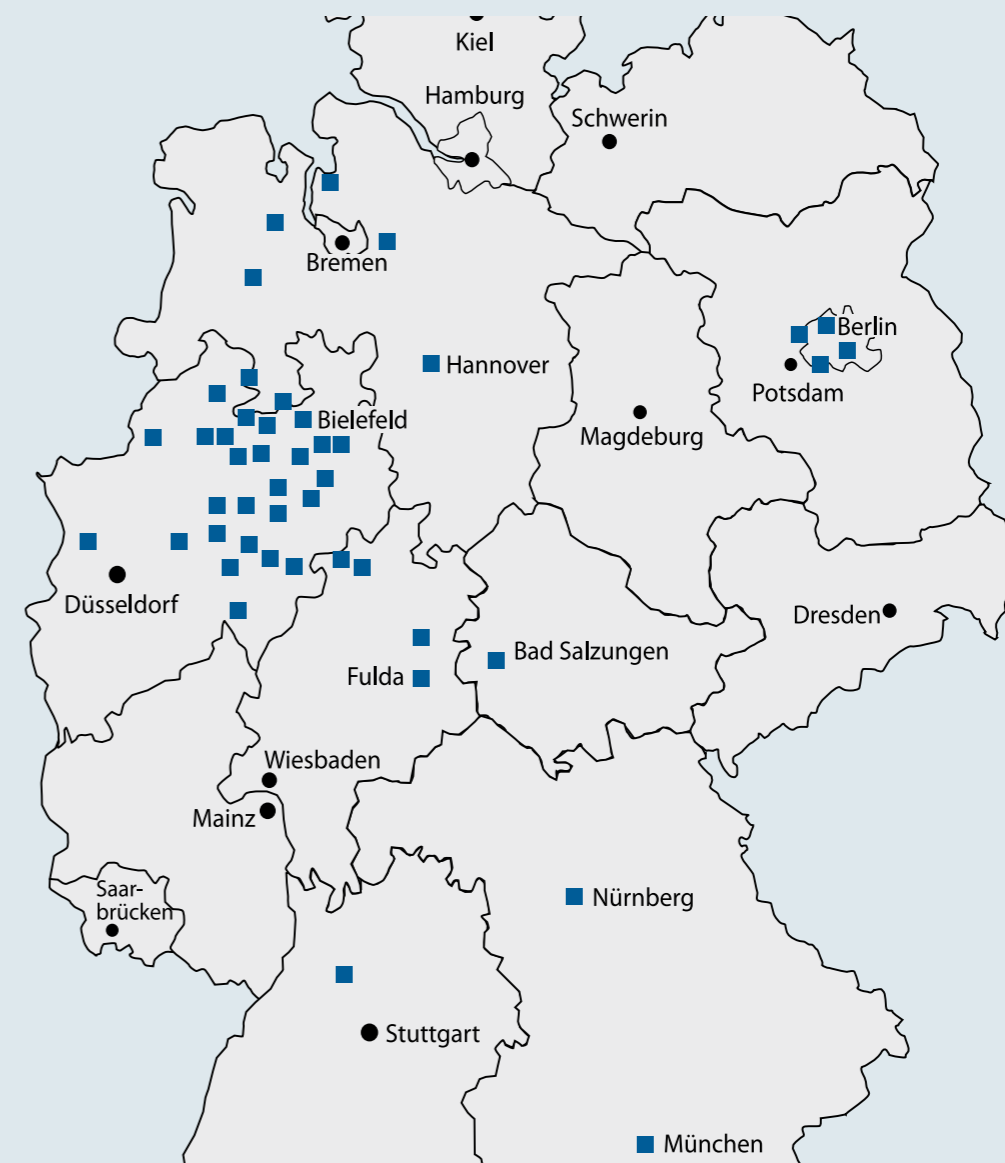 Kiel
Hamburg
Schwerin
Bremen
Berlin
Hannover
Potsdam
Bielefeld
Magdeburg
Düsseldorf
Dresden
Bad Salzungen
Fulda
Wiesbaden
Mainz
Saar-
brücken
Nürnberg
Stuttgart
München